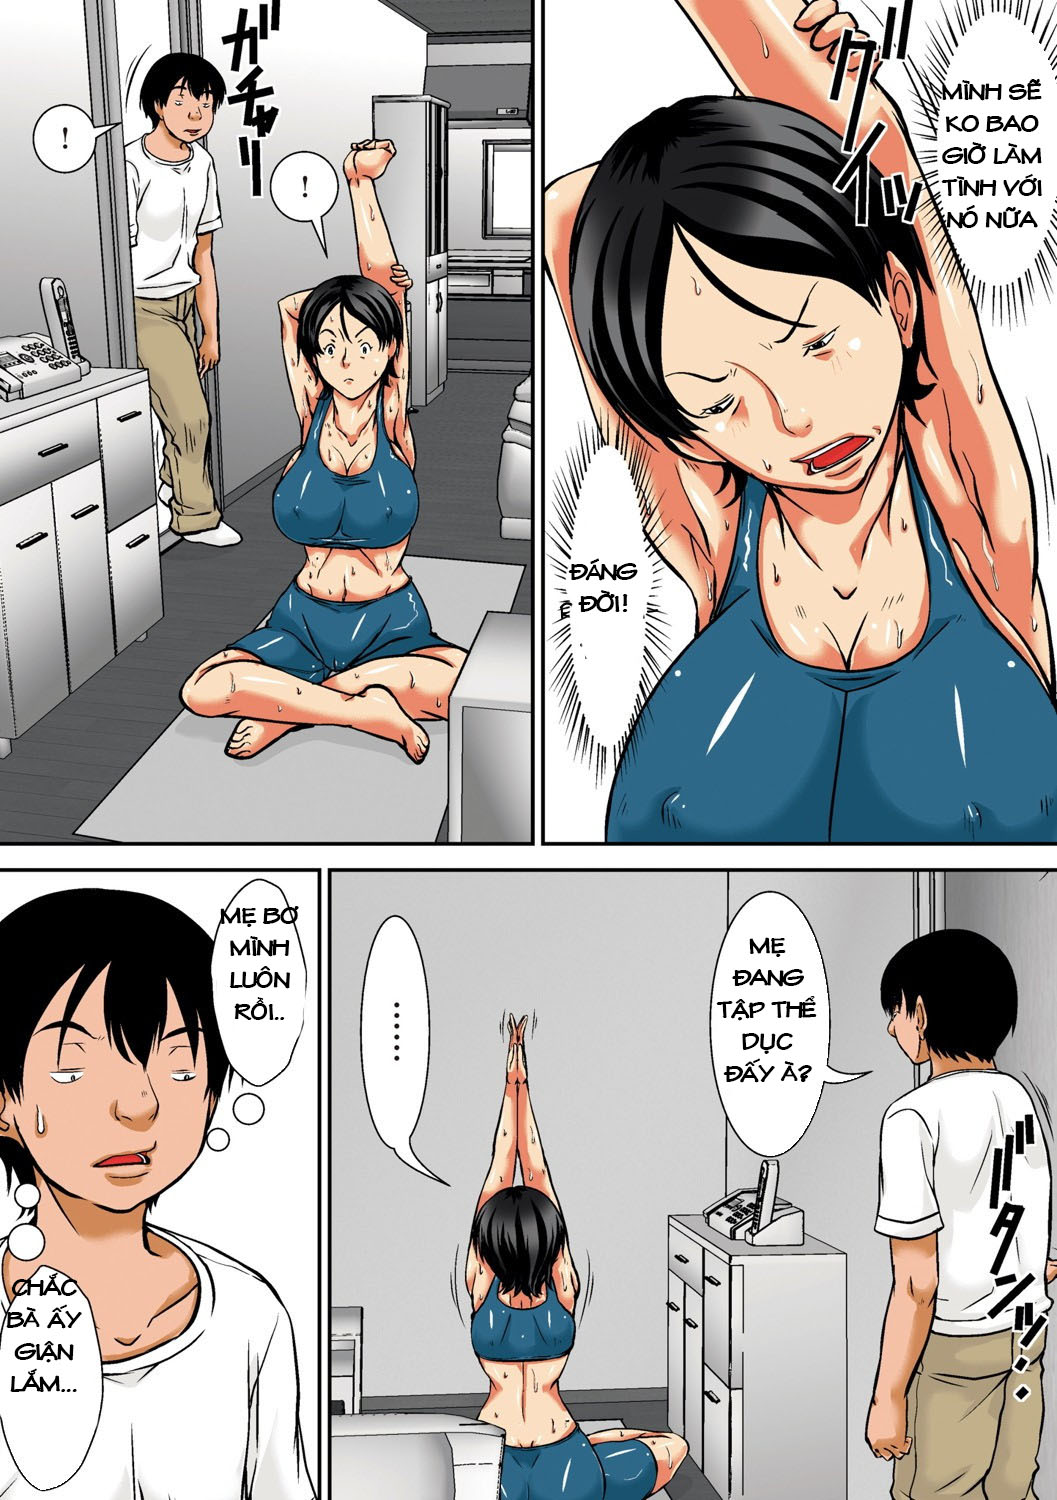 MÌNH SẼ
KO BAO
GIỜ LÀM
TÌNH VỚI
NÓ NỮA
グイッ
ĐÁNG
ĐỜI!
ガチャッ
!
!
MẸ
ĐANG
TẬP THỂ
DỤC
ĐẤY À?
バタンッ..
......
MẸ BƠ
MÌNH
LUÔN
RỒI..
CHẮC
BÀ ẤY
GIẬN
LẮM...